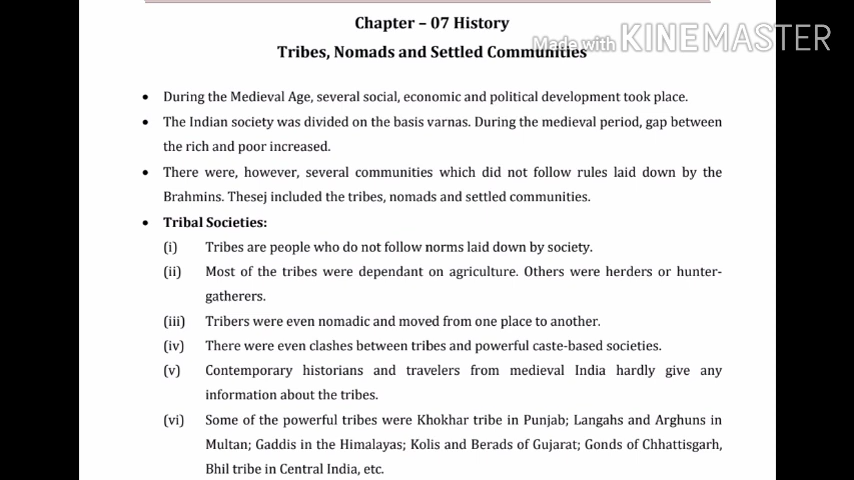 Chapter – 07 History
Made with KINEMASTER
Tribes, Nomads and Settled Communities
• During the Medieval Age, several social, economic and political development took place.
• The Indian society was divided on the basis varnas. During the medieval period, gap between
the rich and poor increased.
• There were, however, several communities which did not follow rules laid down by the
Brahmins. Thesej included the tribes, nomads and settled communities.
• Tribal Societies:
(i) Tribes are people who do not follow norms laid down by society.
(ii) Most of the tribes were dependant on agriculture. Others were herders or hunter-
gatherers.
(iii) Tribers were even nomadic and moved from one place to another.
(iv) There were even clashes between tribes and powerful caste-based societies.
(v) Contemporary historians and travelers from medieval India hardly give any
information about the tribes.
(vi) Some of the powerful tribes were Khokhar tribe in Punjab; Langahs and Arghuns in
Multan; Gaddis in the Himalayas; Kolis and Berads of Gujarat; Gonds of Chhattisgarh,
Bhil tribe in Central India, etc.